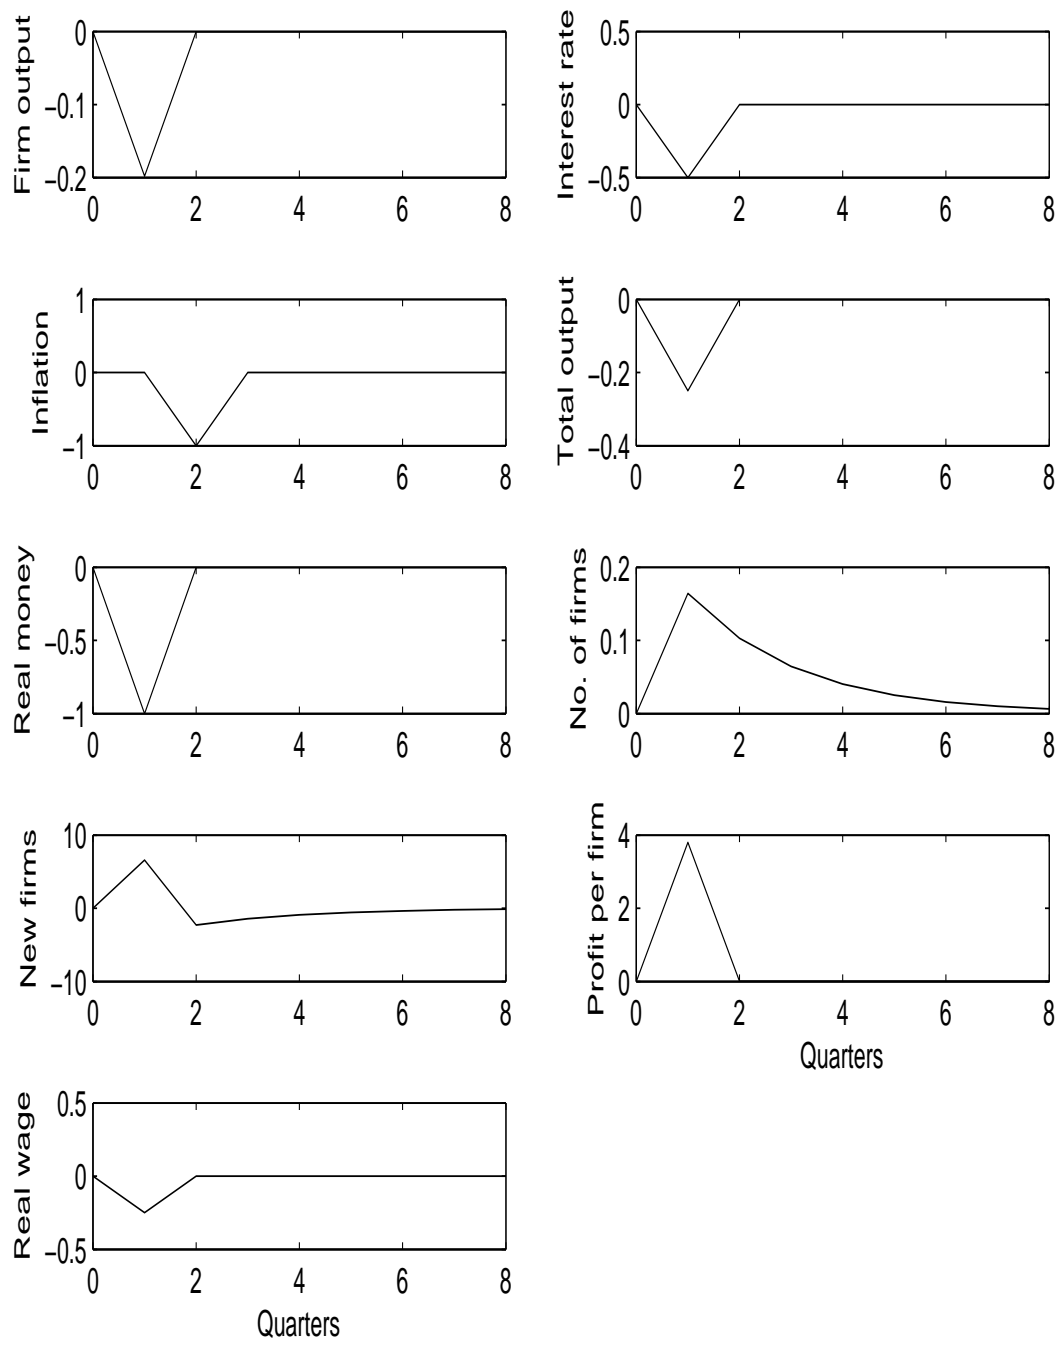 Firm output
0
−0.1
−0.2
0 2 4 6 8
Interest rate
0.5
0
−0.5
0 2 4 6 8
Inflation
1
0
−1
0 2 4 6 8
Total output
0
−0.2
−0.4
0 2 4 6 8
Real money
0
−0.5
−1
0 2 4 6 8
No. of firms
0.2
0.1
0
0 2 4 6 8
New firms
10
0
−10
0 2 4 6 8
Profit per firm
4
2
0
0 2 4 6 8
Quarters
Real wage
0.5
0
−0.5
0 2 4 6 8
Quarters